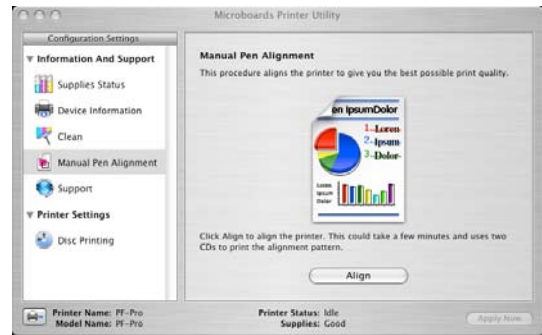 Microboards Printer Utility
Configuration Settings
Information And Support
Supplies Status
Device Information
Clean
Manual Pen Alignment
Support
Printer Settings
Disc Printing
Manual Pen Alignment
This procedure aligns the printer to give you the best possible print quality.
en IpsumDolor
1. Loren
2. Ipsum
3. Dolor
Loren
Ipsum
Dolor
Click Align to align the printer. This could take a few minutes and uses two
CDs to print the alignment pattern.
Align
Printer Name: PF-Pro
Model Name: PF-Pro
Printer Status: Idle
Supplies: Good
Apply Now